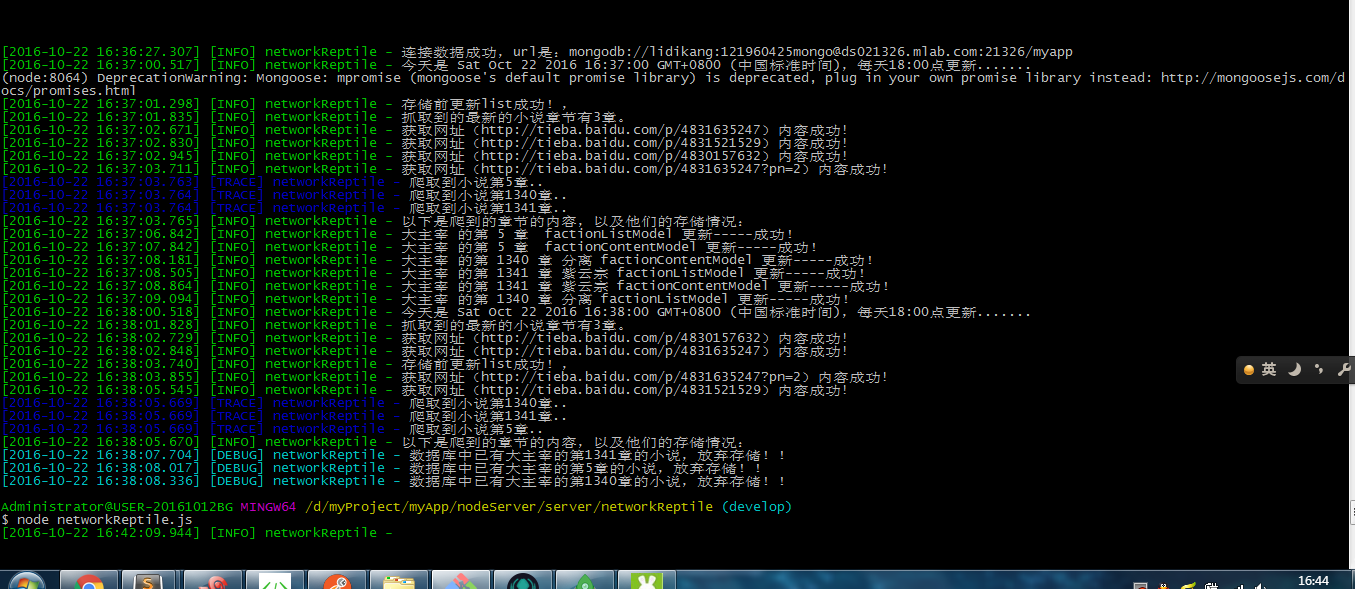 [2016-10-22 16:36:27.307] [INFO] networkReptile - 连接数据成功，url是：mongodb://lidikang:121960425mongo@ds021326.mlab.com:21326/myapp
[2016-10-22 16:37:00.517] [INFO] networkReptile - 今天是 Sat Oct 22 2016 16:37:00 GMT+0800 (中国标准时间)，每天18:00点更新.......
(node:8064) DeprecationWarning: Mongoose: mpromise (mongoose's default promise library) is deprecated, plug in your own promise library instead: http://mongoosejs.com/d
ocs/promises.html
[2016-10-22 16:37:01.298] [INFO] networkReptile - 存储前更新list成功！，
[2016-10-22 16:37:01.835] [INFO] networkReptile - 抓取到的最新的小说章节有3章。
[2016-10-22 16:37:02.671] [INFO] networkReptile - 获取网址（http://tieba.baidu.com/p/4831635247）内容成功！
[2016-10-22 16:37:02.830] [INFO] networkReptile - 获取网址（http://tieba.baidu.com/p/4831521529）内容成功！
[2016-10-22 16:37:02.945] [INFO] networkReptile - 获取网址（http://tieba.baidu.com/p/4830157632）内容成功！
[2016-10-22 16:37:03.711] [INFO] networkReptile - 获取网址（http://tieba.baidu.com/p/4831635247?pn=2）内容成功！
[2016-10-22 16:37:03.763] [TRACE] networkReptile - 爬取到小说第5章..
[2016-10-22 16:37:03.764] [TRACE] networkReptile - 爬取到小说第1340章..
[2016-10-22 16:37:03.764] [TRACE] networkReptile - 爬取到小说第1341章..
[2016-10-22 16:37:03.765] [INFO] networkReptile - 以下是爬到的章节的内容，以及他们的存储情况：
[2016-10-22 16:37:06.842] [INFO] networkReptile - 大主宰 的第 5 章  factionListModel 更新-----成功！
[2016-10-22 16:37:07.842] [INFO] networkReptile - 大主宰 的第 5 章  factionContentModel 更新-----成功！
[2016-10-22 16:37:08.181] [INFO] networkReptile - 大主宰 的第 1340 章 分离 factionContentModel 更新-----成功！
[2016-10-22 16:37:08.505] [INFO] networkReptile - 大主宰 的第 1341 章 紫云宗 factionListModel 更新-----成功！
[2016-10-22 16:37:08.864] [INFO] networkReptile - 大主宰 的第 1341 章 紫云宗 factionContentModel 更新-----成功！
[2016-10-22 16:37:09.094] [INFO] networkReptile - 大主宰 的第 1340 章 分离 factionListModel 更新-----成功！
[2016-10-22 16:38:00.518] [INFO] networkReptile - 今天是 Sat Oct 22 2016 16:38:00 GMT+0800 (中国标准时间)，每天18:00点更新.......
[2016-10-22 16:38:01.828] [INFO] networkReptile - 抓取到的最新的小说章节有3章。
[2016-10-22 16:38:02.729] [INFO] networkReptile - 获取网址（http://tieba.baidu.com/p/4830157632）内容成功！
[2016-10-22 16:38:02.848] [INFO] networkReptile - 获取网址（http://tieba.baidu.com/p/4831635247）内容成功！
[2016-10-22 16:38:03.740] [INFO] networkReptile - 存储前更新list成功！，
[2016-10-22 16:38:03.855] [INFO] networkReptile - 获取网址（http://tieba.baidu.com/p/4831635247?pn=2）内容成功！
[2016-10-22 16:38:05.545] [INFO] networkReptile - 获取网址（http://tieba.baidu.com/p/4831521529）内容成功！
[2016-10-22 16:38:05.669] [TRACE] networkReptile - 爬取到小说第1340章..
[2016-10-22 16:38:05.669] [TRACE] networkReptile - 爬取到小说第1341章..
[2016-10-22 16:38:05.669] [TRACE] networkReptile - 爬取到小说第5章..
[2016-10-22 16:38:05.670] [INFO] networkReptile - 以下是爬到的章节的内容，以及他们的存储情况：
[2016-10-22 16:38:07.704] [DEBUG] networkReptile - 数据库中已有大主宰的第1341章的小说，放弃存储！！
[2016-10-22 16:38:08.017] [DEBUG] networkReptile - 数据库中已有大主宰的第5章的小说，放弃存储！！
[2016-10-22 16:38:08.336] [DEBUG] networkReptile - 数据库中已有大主宰的第1340章的小说，放弃存储！！
Administrator@USER-20161012BG MINGW64 /d/myProject/myApp/nodeServer/server/networkReptile (develop)
$ node networkReptile.js
[2016-10-22 16:42:09.944] [INFO] networkReptile -
英
16:44